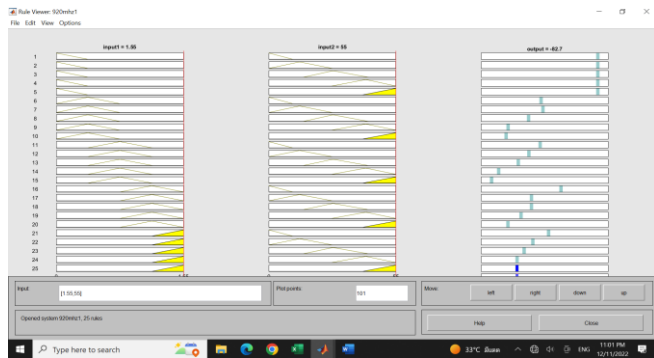 Rule Viewer: 920mhz1
File Edit View Options
input1 = 1.55
input2 = 55
output = -82.7
1
2
3
4
5
6
7
8
9
10
11
12
13
14
15
16
17
18
19
20
21
22
23
24
25
Input:
[1.55;55]
Plot points:
101
Move:
left
right
down
up
Opened system 920mhz1, 25 rules
Help
Close
Type here to search
33°C
ENG
11:01 PM
12/11/2022